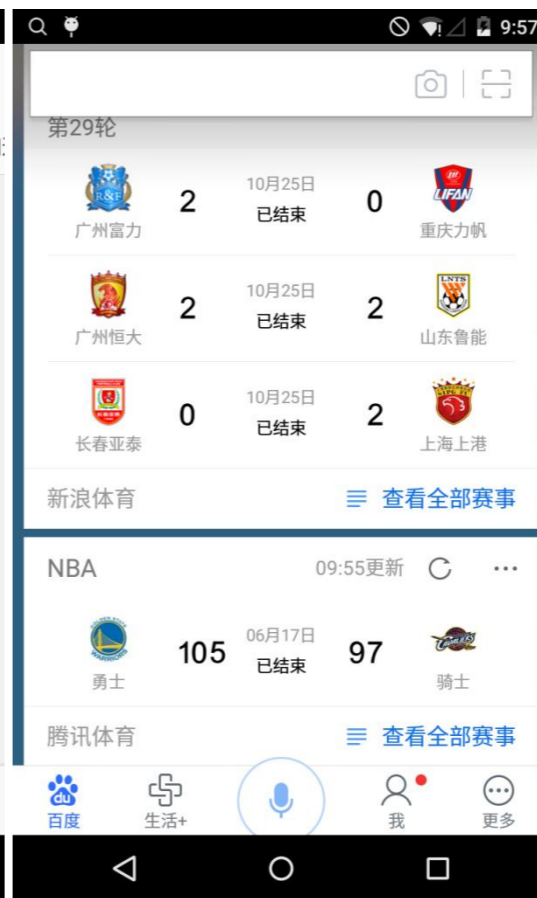 9:57
第29轮
R&F
2
10月25日
已结束
0
LIFAN
广州富力
重庆力帆
2
10月25日
已结束
2
LNTS
广州恒大
山东鲁能
0
10月25日
已结束
2
长春亚泰
上海上港
新浪体育
查看全部赛事
NBA
09:55更新
WARRIORS
105
06月17日
已结束
97
勇士
骑士
腾讯体育
查看全部赛事
du
百度
生活+
我
更多